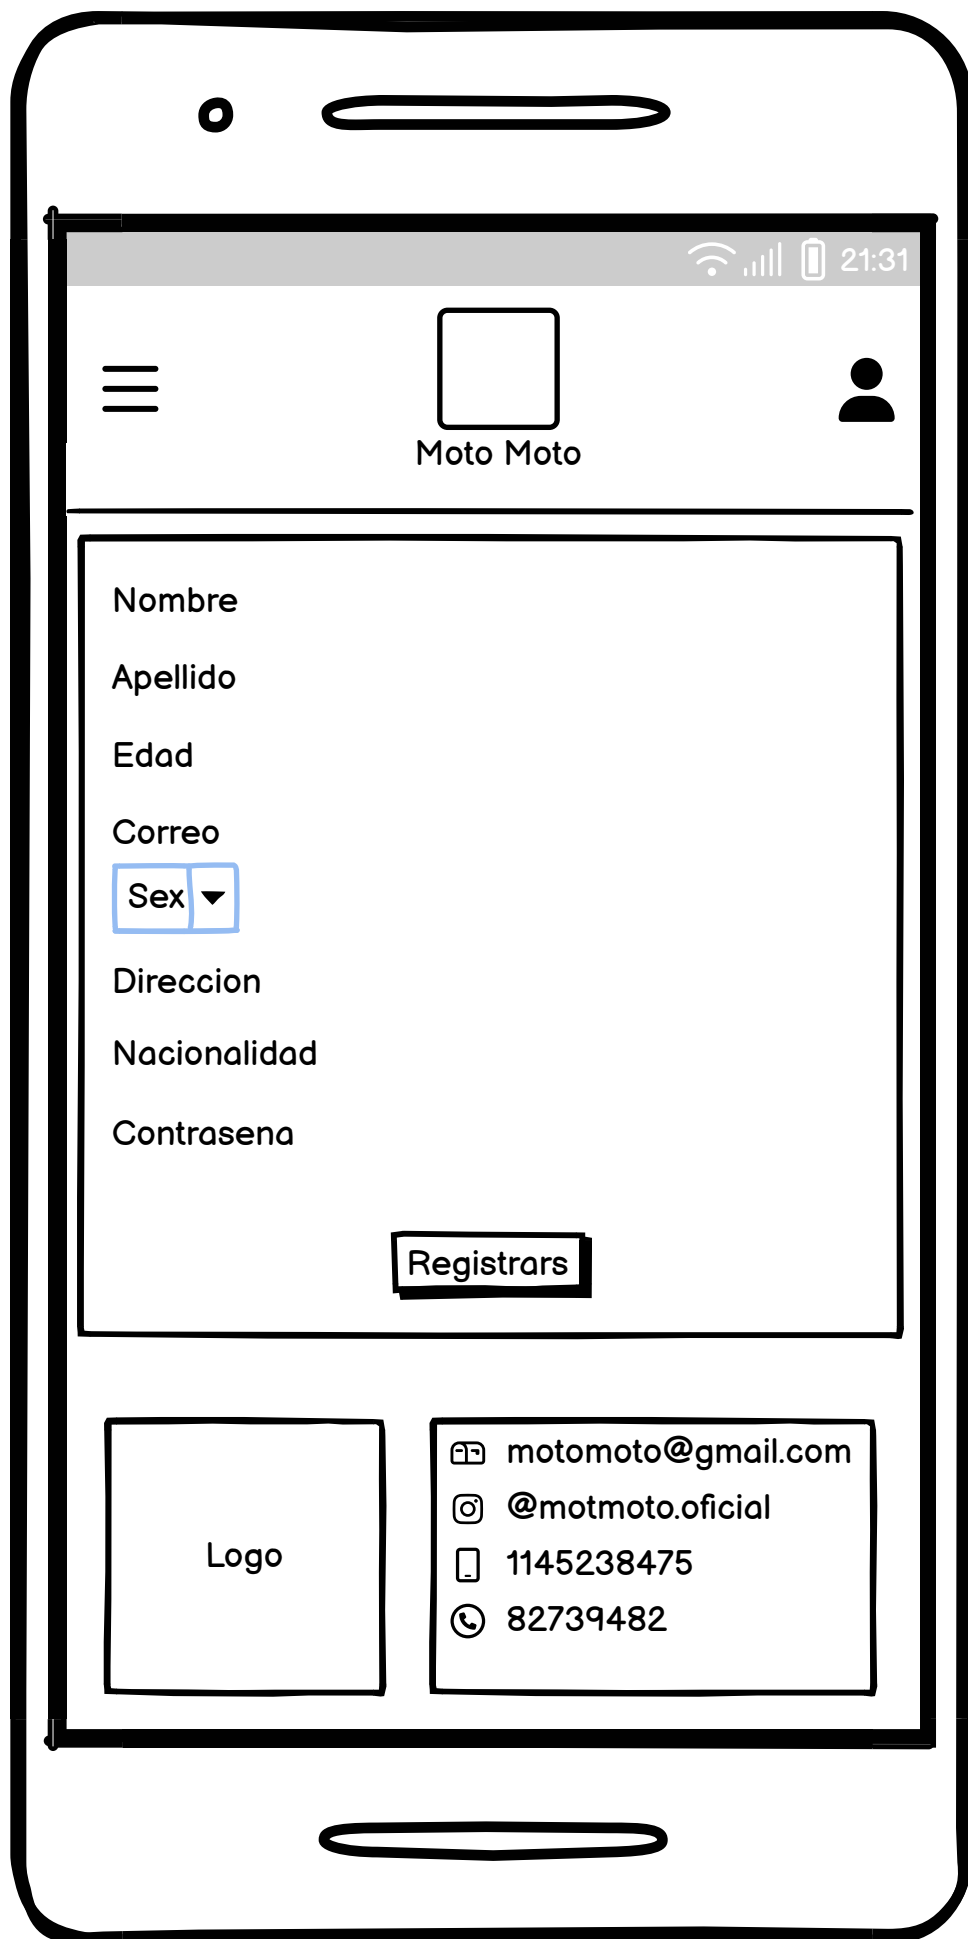 21:31
Moto Moto
Nombre
Apellido
Edad
Correo
Sex
Direccion
Nacionalidad
Contrasena
Registrars
Logo
motomoto@gmail.com
@motmoto.oficial
1145238475
82739482